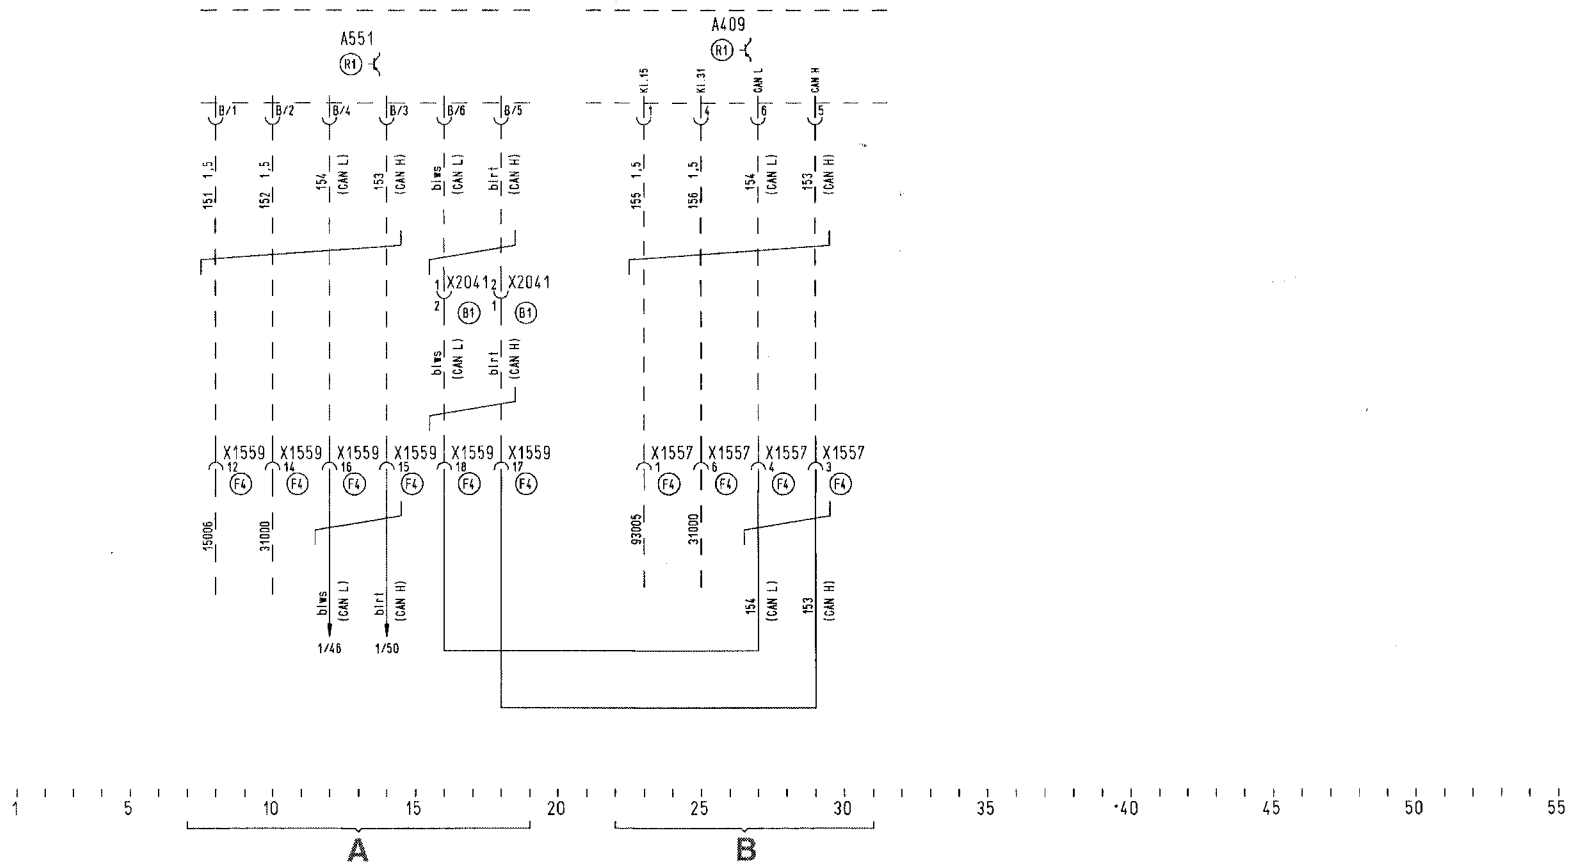 A551
R1
A409
R1
Kl.15
Kl.31
CAN L
CAN H
B/1
B/2
B/4
B/3
B/6
B/5
1
4
6
5
151 1,5
152 1,5
154
(CAN L)
153
(CAN H)
blws
(CAN L)
blrt
(CAN H)
155 1,5
156 1,5
154
(CAN L)
153
(CAN H)
1 X2041
2 X2041
2 B1
1 B1
blws
(CAN L)
blrt
(CAN H)
X1559
X1559
X1559
X1559
X1559
X1559
X1557
X1557
X1557
X1557
12
14
16
15
18
17
1
6
4
3
F4
F4
F4
F4
F4
F4
F4
F4
F4
F4
15006
31000
93005
31000
blws
(CAN L)
blrt
(CAN H)
154
(CAN L)
153
(CAN H)
1/46
1/50
1 5 10 15 20 25 30 35 40 45 50 55
A
B